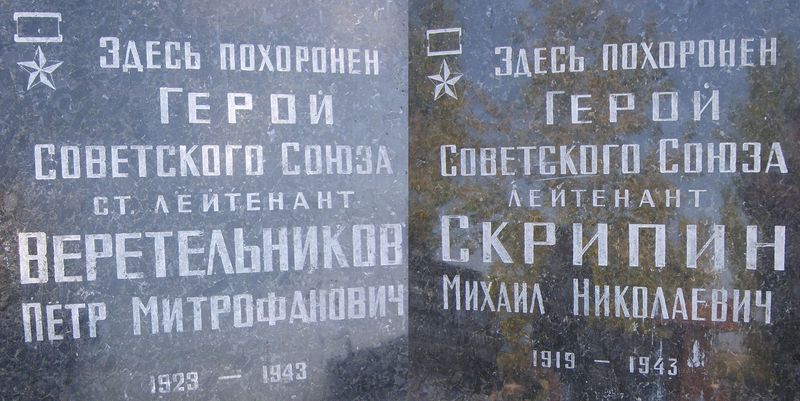 Здесь похоронен
Герой
Советского Союза
ст. лейтенант
Веретельников
Пётр Митрофанович
1923 – 1943
Здесь похоронен
Герой
Советского Союза
лейтенант
Скрипин
Михаил Николаевич
1919 – 1943